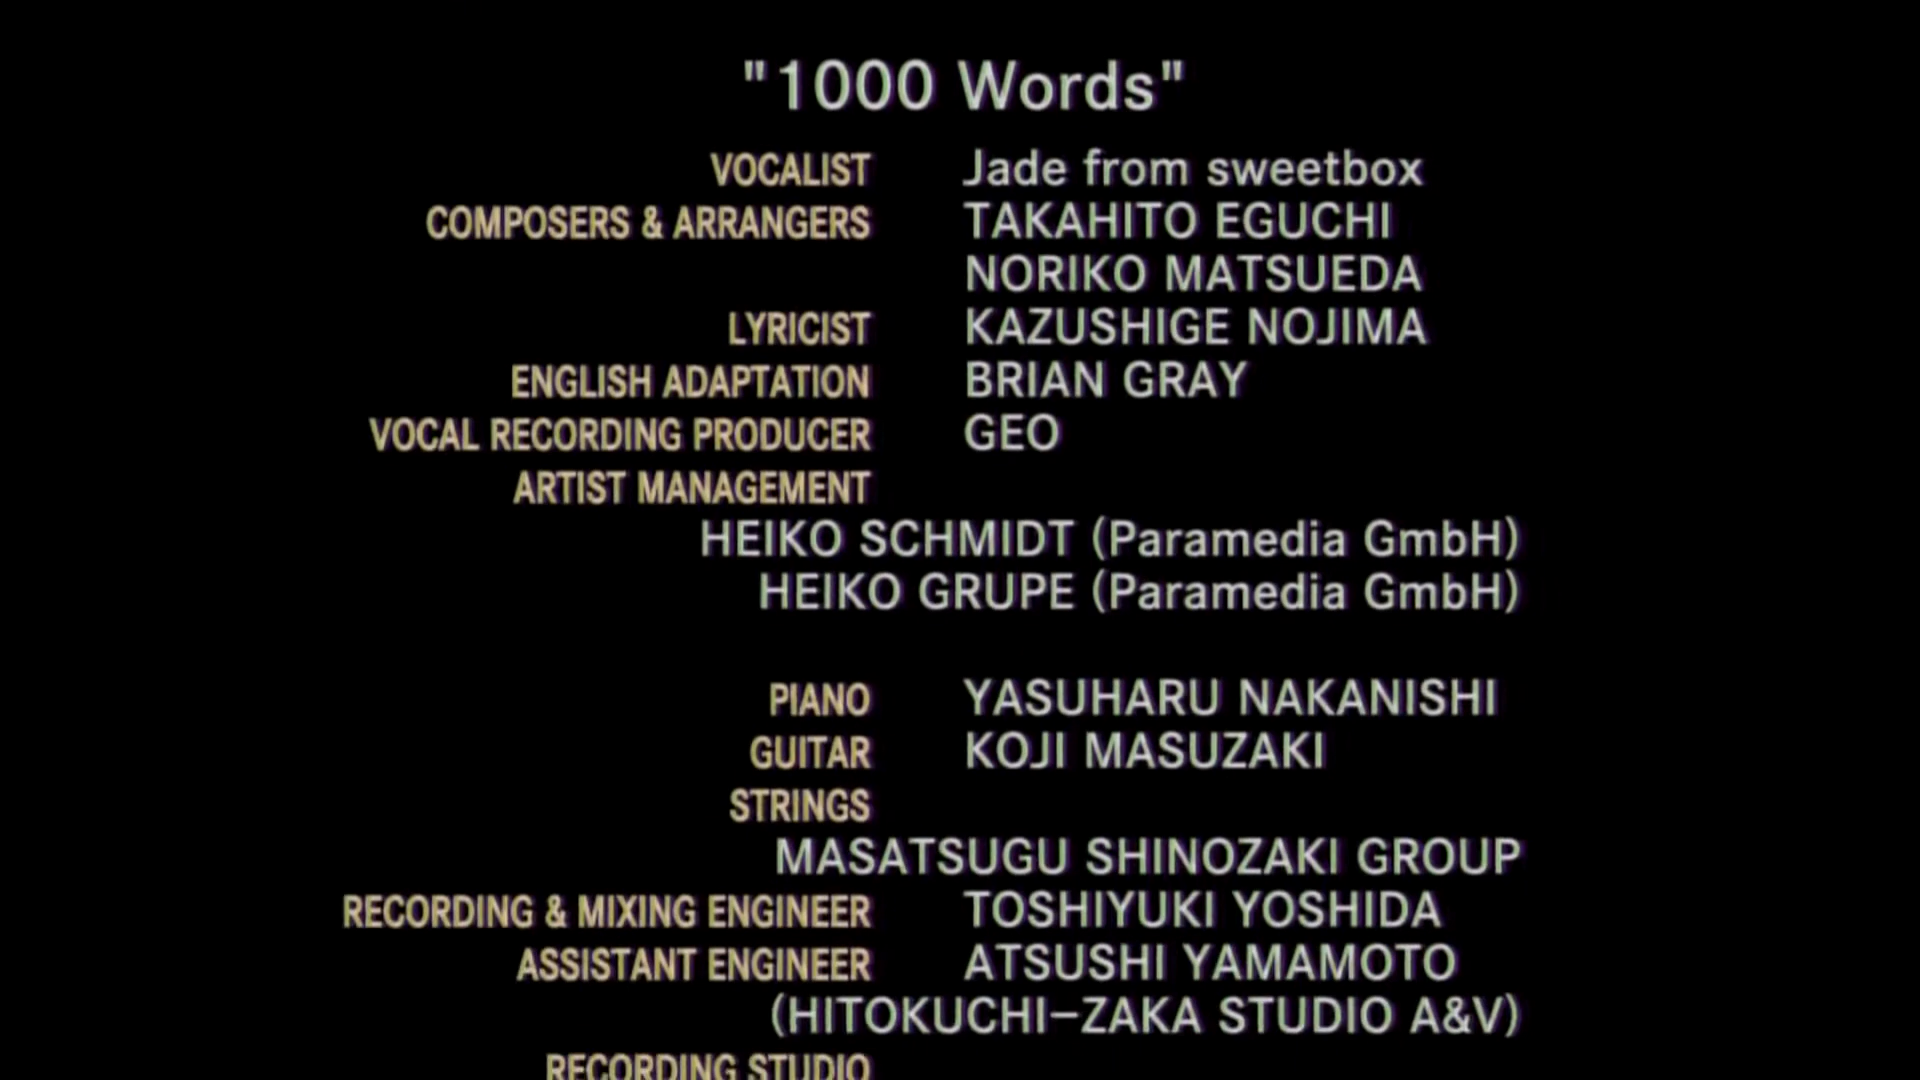 "1000 Words"
VOCALIST Jade from sweetbox
COMPOSERS & ARRANGERS TAKAHITO EGUCHI
NORIKO MATSUEDA
LYRICIST KAZUSHIGE NOJIMA
ENGLISH ADAPTATION BRIAN GRAY
VOCAL RECORDING PRODUCER GEO
ARTIST MANAGEMENT
HEIKO SCHMIDT (Paramedia GmbH)
HEIKO GRUPE (Paramedia GmbH)
PIANO YASUHARU NAKANISHI
GUITAR KOJI MASUZAKI
STRINGS
MASATSUGU SHINOZAKI GROUP
RECORDING & MIXING ENGINEER TOSHIYUKI YOSHIDA
ASSISTANT ENGINEER ATSUSHI YAMAMOTO
(HITOKUCHI-ZAKA STUDIO A&V)
RECORDING STUDIO